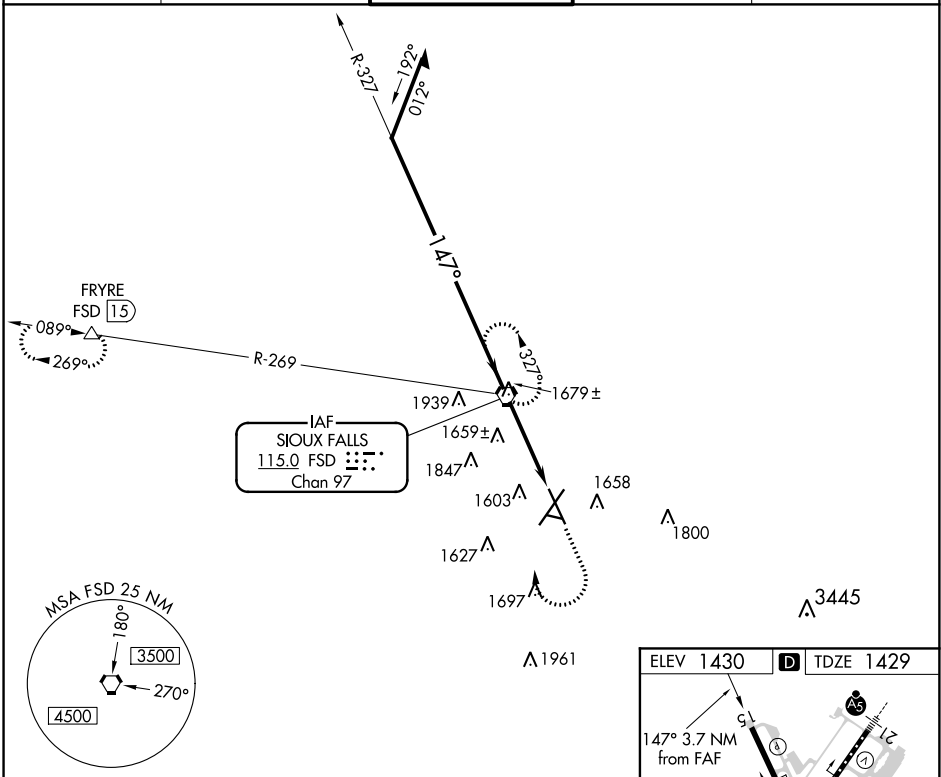 R-327
192°
012°
147°
FRYRE
FSD 15
089°
269°
R-269
327°
1679±
1939
1659±
IAF
SIOUX FALLS
115.0 FSD
Chan 97
1847
1603
1658
1800
1627
1697
3445
1961
MSA FSD 25 NM
180°
3500
270°
4500
ELEV 1430 D TDZE 1429
15
A5
21
147° 3.7 NM
from FAF
P
V